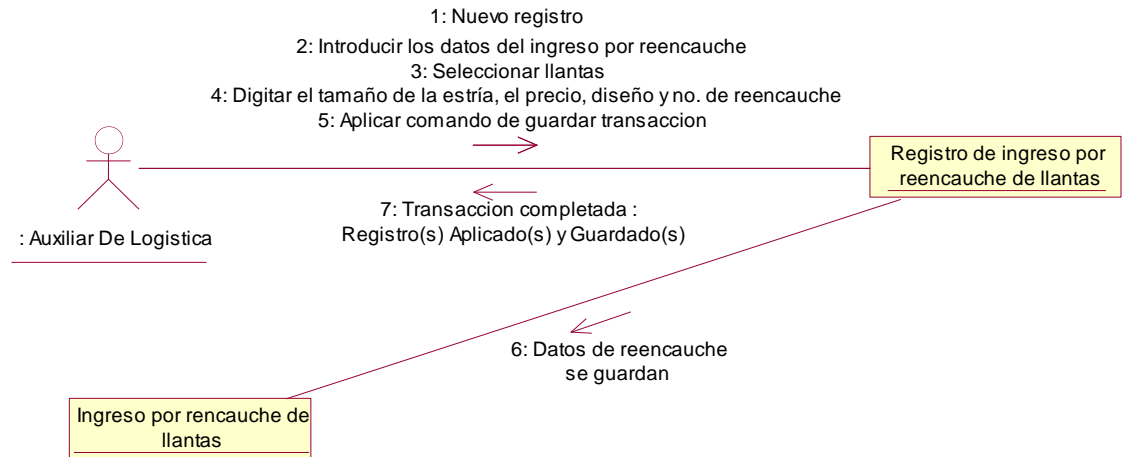 1: Nuevo registro
2: Introducir los datos del ingreso por reencauche
3: Seleccionar llantas
4: Digitar el tamaño de la estría, el precio, diseño y no. de reencauche
5: Aplicar comando de guardar transaccion
Registro de ingreso por
reencauche de llantas
7: Transaccion completada :
Registro(s) Aplicado(s) y Guardado(s)
: Auxiliar De Logistica
6: Datos de reencauche
se guardan
Ingreso por rencauche de
llantas